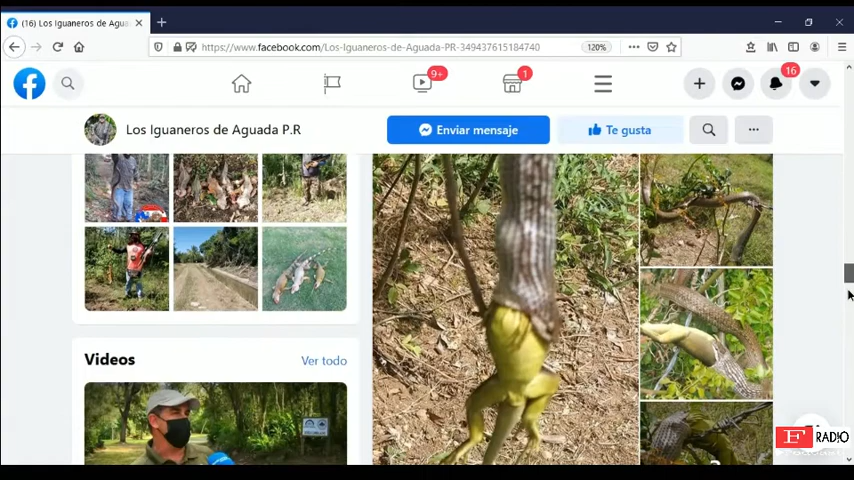 (16) Los Iguaneros de Agua
https://www.facebook.com/Los-Iguaneros-de-Aguada-PR-349437615184740
120%
9+
1
16
Los Iguaneros de Aguada P.R
Enviar mensaje
Te gusta
Videos
Ver todo
F RADIO